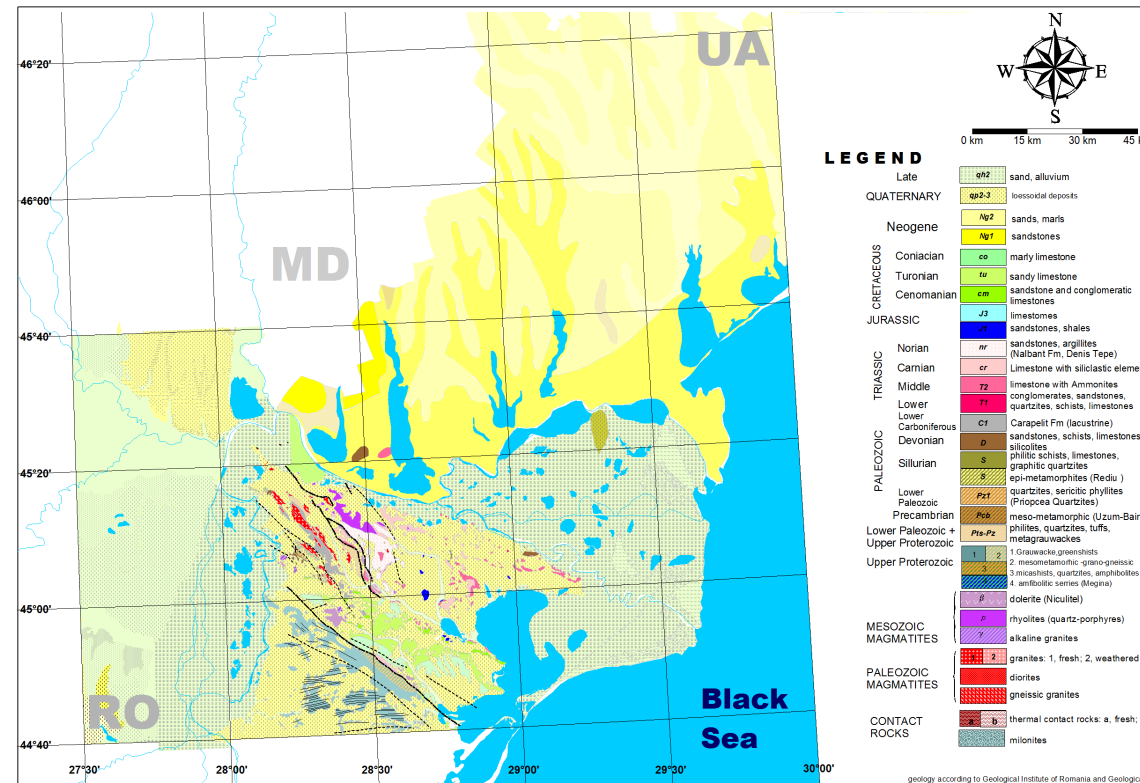 N
W E
S
0 km 15 km 30 km 45
UA
MD
RO
Black
Sea
46°20'
46°00'
45°40'
45°20'
45°00'
44°40'
27°30' 28°00' 28°30' 29°00' 29°30' 30°00'
LEGEND
Late qh2 sand, alluvium
QUATERNARY qp2-3 loessoidal deposits
Neogene
Ng2 sands, marls
Ng1 sandstones
CRETACEOUS
Coniacian co marly limestone
Turonian tu sandy limestone
Cenomanian cm sandstone and conglomeratic
limestones
JURASSIC
J3 limestomes
J1 sandstones, shales
TRIASSIC
Norian nr sandstones, argillites
(Nalbant Fm, Denis Tepe)
Carnian cr Limestone with siliclastic eleme
Middle T2 limestone with Ammonites
Lower T1 conglomerates, sandstones,
quartzites, schists, limestones
PALEOZOIC
Lower
Carboniferous C1 Carapelit Fm (lacustrine)
Devonian D sandstones, schists, limestones
silicolites
Sillurian S philitic schists, limestones,
graphitic quartzites
S epi-metamorphites (Rediu )
Lower
Paleozoic Pz1 quartzites, sericitic phyllites
(Priopcea Quartzites)
Precambrian Pcb meso-metamorphic (Uzum-Bair
Lower Paleozoic +
Upper Proterozoic Pts-Pz philites, quartzites, tuffs,
metagrauwackes
Upper Proterozoic
1 2 1.Grauwacke,greenshists
2. mesometamorhic -grano-gneissic
3 3.micashists, quartzites, amphibolites
4. amfibolitic serries (Megina)
MESOZOIC
MAGMATITES
β dolerite (Niculitel)
ρ rhyolites (quartz-porphyres)
γ alkaline granites
PALEOZOIC
MAGMATITES
1 2 granites: 1, fresh; 2, weathered
diorites
gneissic granites
CONTACT
ROCKS
a b thermal contact rocks: a, fresh;
milonites
geology according to Geological Institute of Romania and Geologica